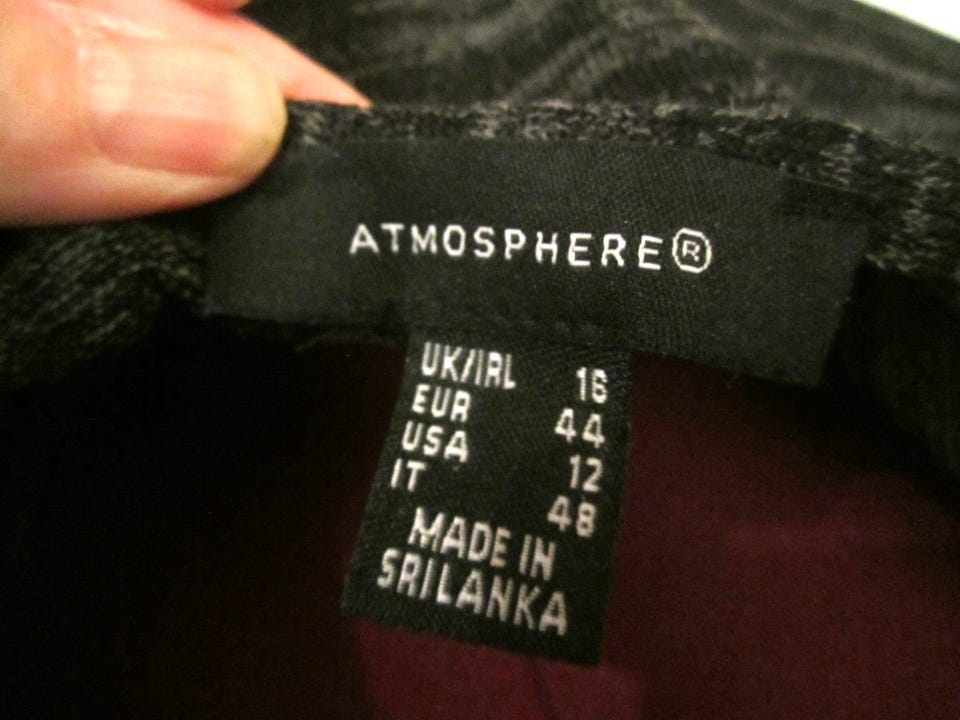 ATMOSPHERE®
UK/IRL 16
EUR 44
USA 12
IT 48
MADE IN
SRILANKA